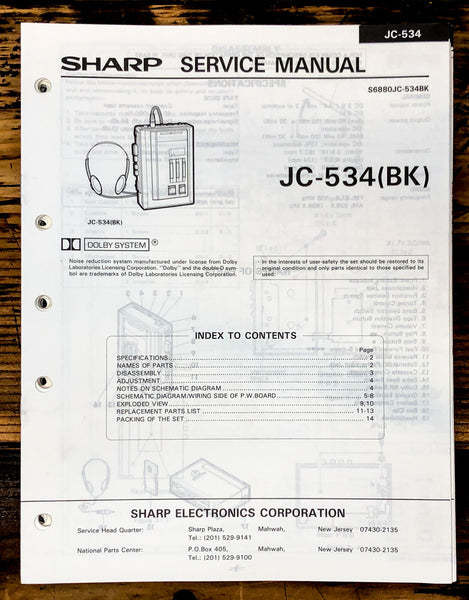 JC-534
SHARP SERVICE MANUAL
S6880JC-534BK
JC-534(BK)
JC-534(BK)
DOLBY SYSTEM ®
Noise reduction system manufactured under license from Dolby
Laboratories Licensing Corporation. "Dolby" and the double-D sym-
bol are trademarks of Dolby Laboratories Licensing Corporation.
In the interests of user-safety the set should be restored to its
original condition and only parts identical to those specified be
used.
INDEX TO CONTENTS
Page
SPECIFICATIONS 2
NAMES OF PARTS 2
DISASSEMBLY 3
ADJUSTMENT 4
NOTES ON SCHEMATIC DIAGRAM 4
SCHEMATIC DIAGRAM/WIRING SIDE OF P.W.BOARD 5-8
EXPLODED VIEW 9,10
REPLACEMENT PARTS LIST 11-13
PACKING OF THE SET 14
SHARP ELECTRONICS CORPORATION
Service Head Quarter: Sharp Plaza, Mahwah, New Jersey 07430-2135
Tel.: (201) 529-9141
National Parts Center: P.O.Box 405, Mahwah, New Jersey 07430-2135
Tel.: (201) 529-9100